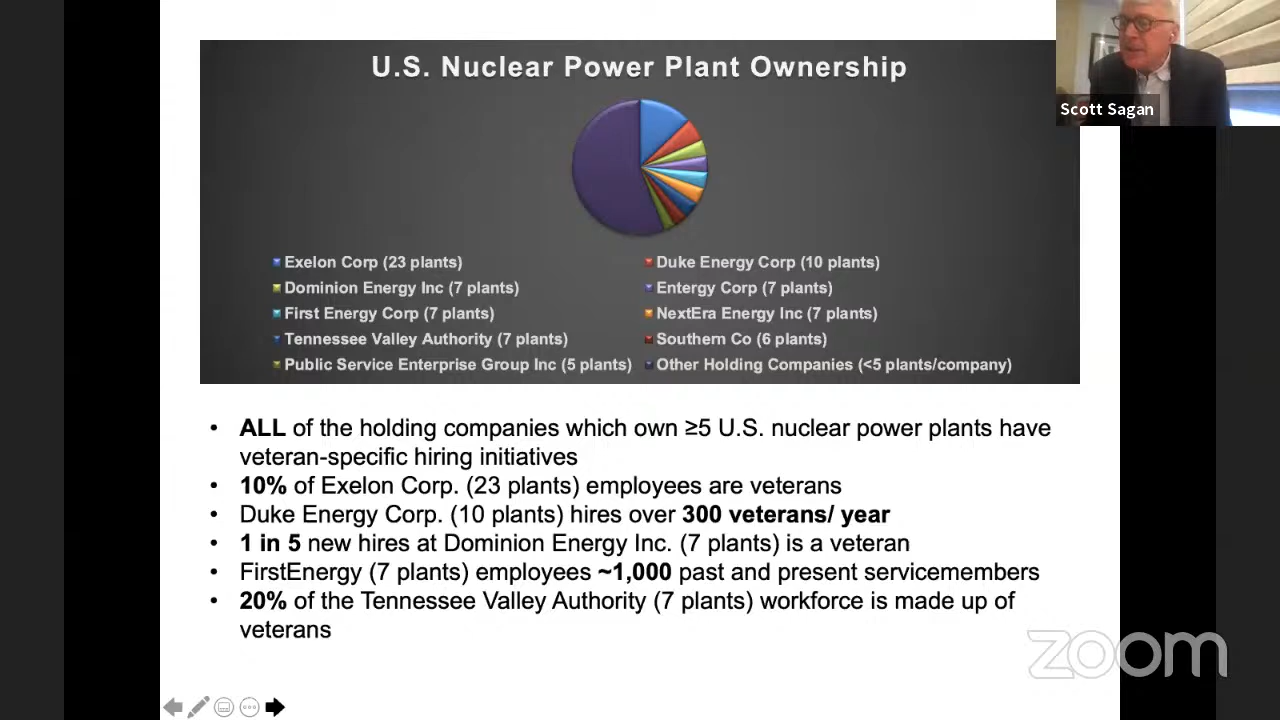 U.S. Nuclear Power Plant Ownership
Scott Sagan
Exelon Corp (23 plants)
Duke Energy Corp (10 plants)
Dominion Energy Inc (7 plants)
Entergy Corp (7 plants)
First Energy Corp (7 plants)
NextEra Energy Inc (7 plants)
Tennessee Valley Authority (7 plants)
Southern Co (6 plants)
Public Service Enterprise Group Inc (5 plants)
Other Holding Companies (<5 plants/company)
• ALL of the holding companies which own ≥5 U.S. nuclear power plants have
veteran-specific hiring initiatives
• 10% of Exelon Corp. (23 plants) employees are veterans
• Duke Energy Corp. (10 plants) hires over 300 veterans/ year
• 1 in 5 new hires at Dominion Energy Inc. (7 plants) is a veteran
• FirstEnergy (7 plants) employees ~1,000 past and present servicemembers
• 20% of the Tennessee Valley Authority (7 plants) workforce is made up of
veterans
zoom